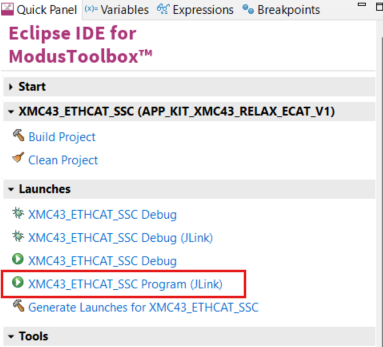 Quick Panel (x)= Variables Expressions Breakpoints
Eclipse IDE for
ModusToolbox™
Start
XMC43_ETHCAT_SSC (APP_KIT_XMC43_RELAX_ECAT_V1)
Build Project
Clean Project
Launches
XMC43_ETHCAT_SSC Debug
XMC43_ETHCAT_SSC Debug (JLink)
XMC43_ETHCAT_SSC Debug
XMC43_ETHCAT_SSC Program (JLink)
Generate Launches for XMC43_ETHCAT_SSC
Tools